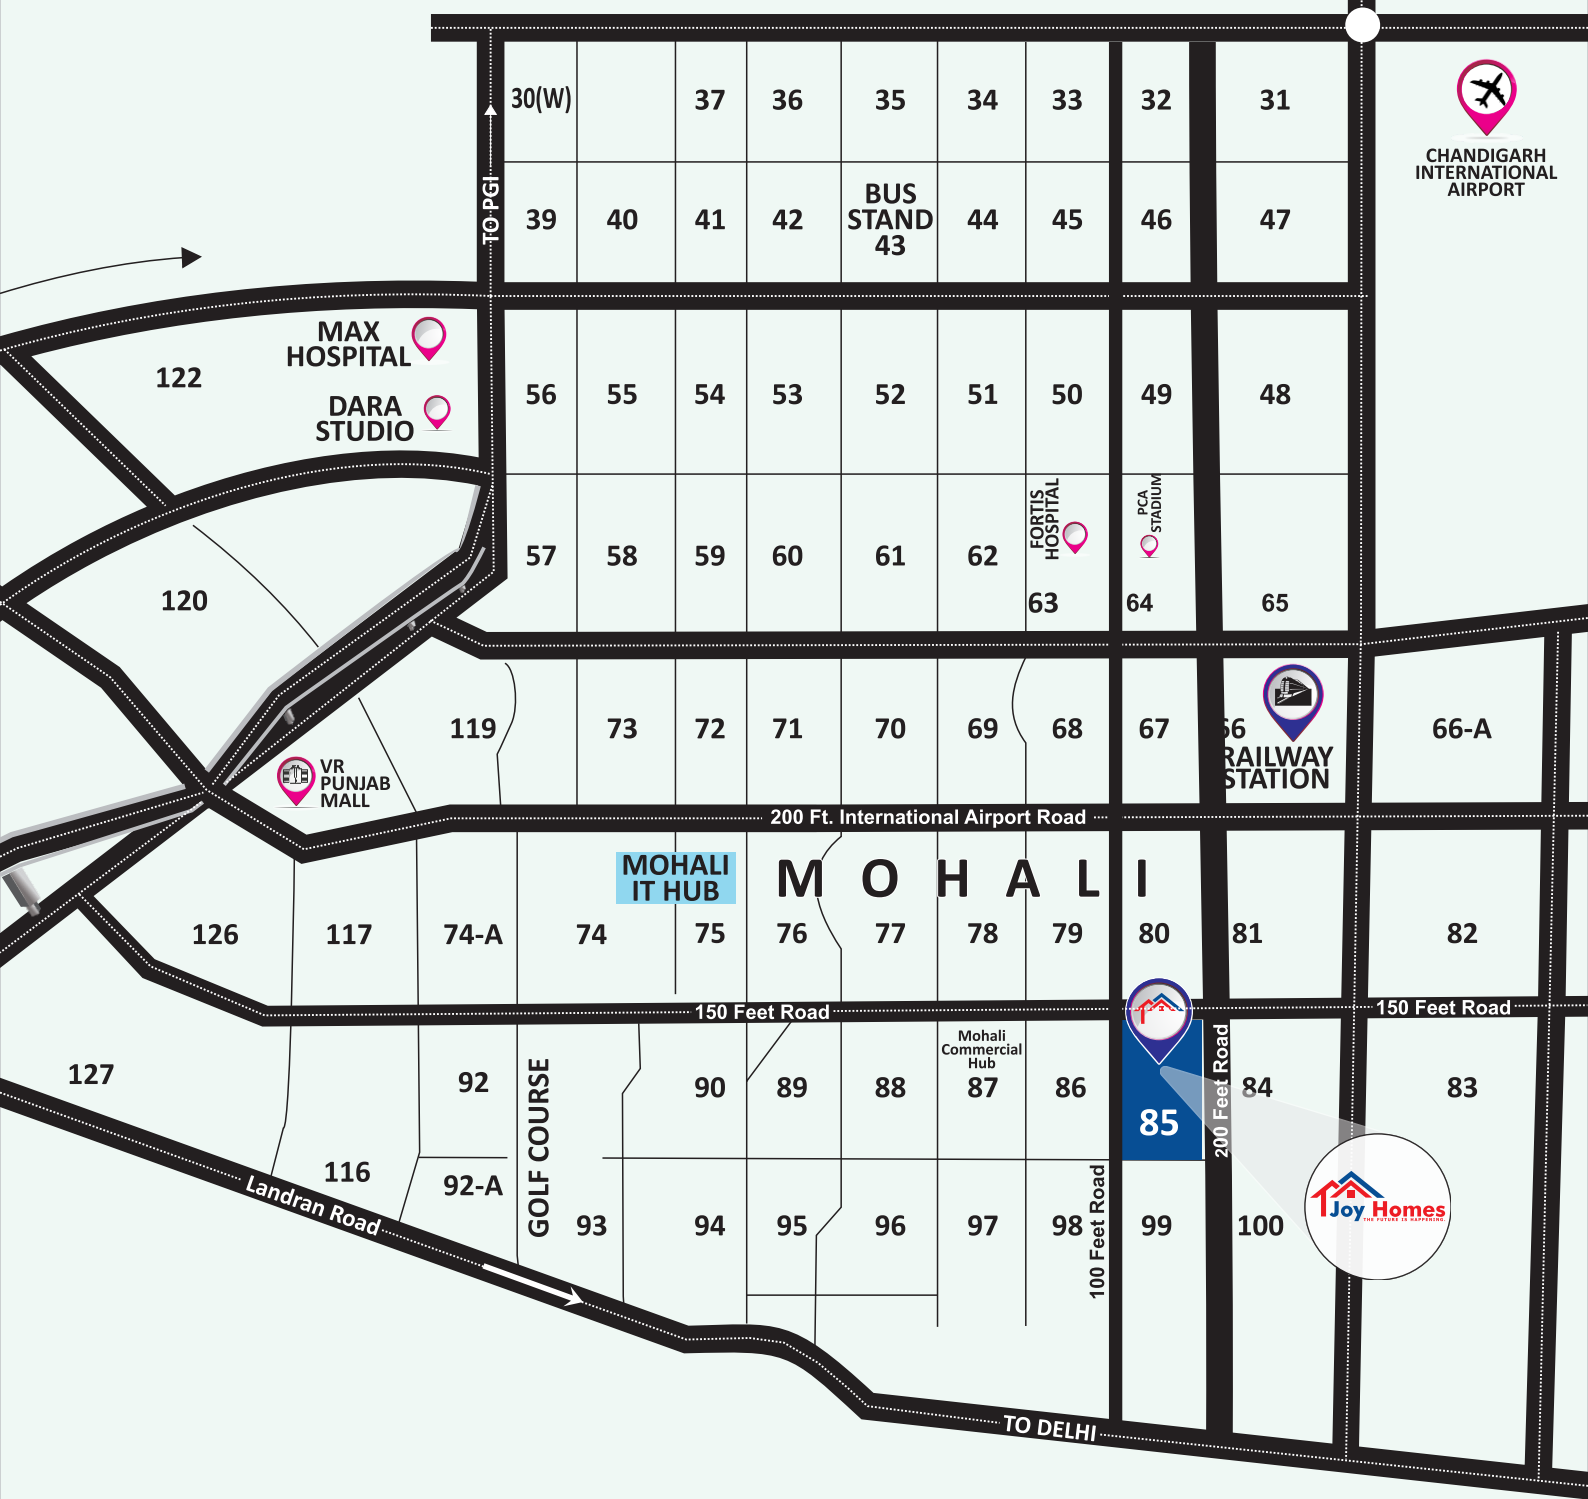 30(W)
37
36
35
34
33
32
31
CHANDIGARH
INTERNATIONAL
AIRPORT
TO PGI
39
40
41
42
BUS
STAND
43
44
45
46
47
MAX
HOSPITAL
122
DARA
STUDIO
56
55
54
53
52
51
50
49
48
FORTIS
HOSPITAL
PCA
STADIUM
57
58
59
60
61
62
63
64
65
120
119
73
72
71
70
69
68
67
66
RAILWAY
STATION
66-A
VR
PUNJAB
MALL
200 Ft. International Airport Road
MOHALI
IT HUB
MOHALI
126
117
74-A
74
75
76
77
78
79
80
81
82
150 Feet Road
150 Feet Road
127
92
GOLF COURSE
90
89
88
Mohali
Commercial
Hub
87
86
85
200 Feet Road
84
83
116
92-A
Landran Road
93
94
95
96
97
98
100 Feet Road
99
100
Joy Homes
THE FUTURE IS HAPPENING.
TO DELHI